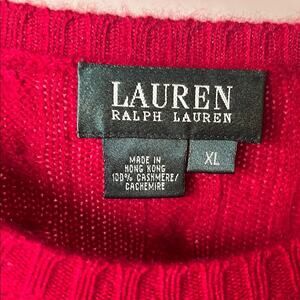 LAUREN
RALPH LAUREN
MADE IN
HONG KONG
100% CASHMERE/
CACHEMIRE
XL